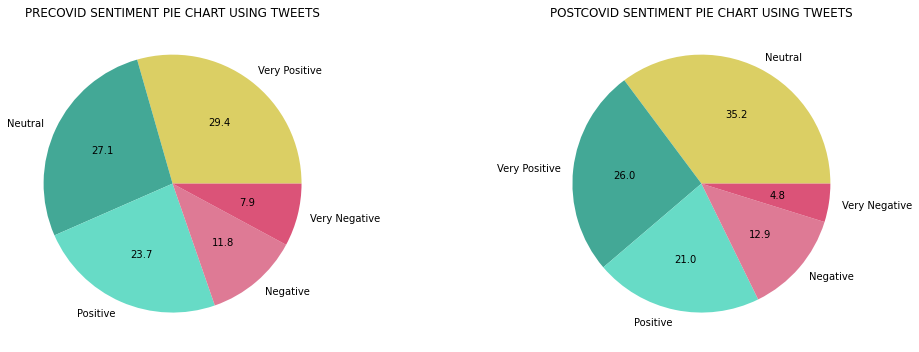 PRECOVID SENTIMENT PIE CHART USING TWEETS
Very Positive
29.4
Neutral
27.1
Positive
23.7
Negative
11.8
Very Negative
7.9
POSTCOVID SENTIMENT PIE CHART USING TWEETS
Neutral
35.2
Very Positive
26.0
Positive
21.0
Negative
12.9
Very Negative
4.8